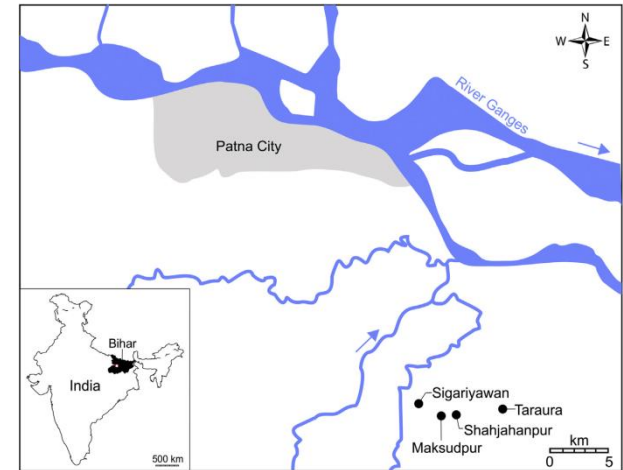 N
W E
S
River Ganges
Patna City
Bihar
India
500 km
Sigariyawan
Taraura
Shahjahanpur
Maksudpur
km
0 5